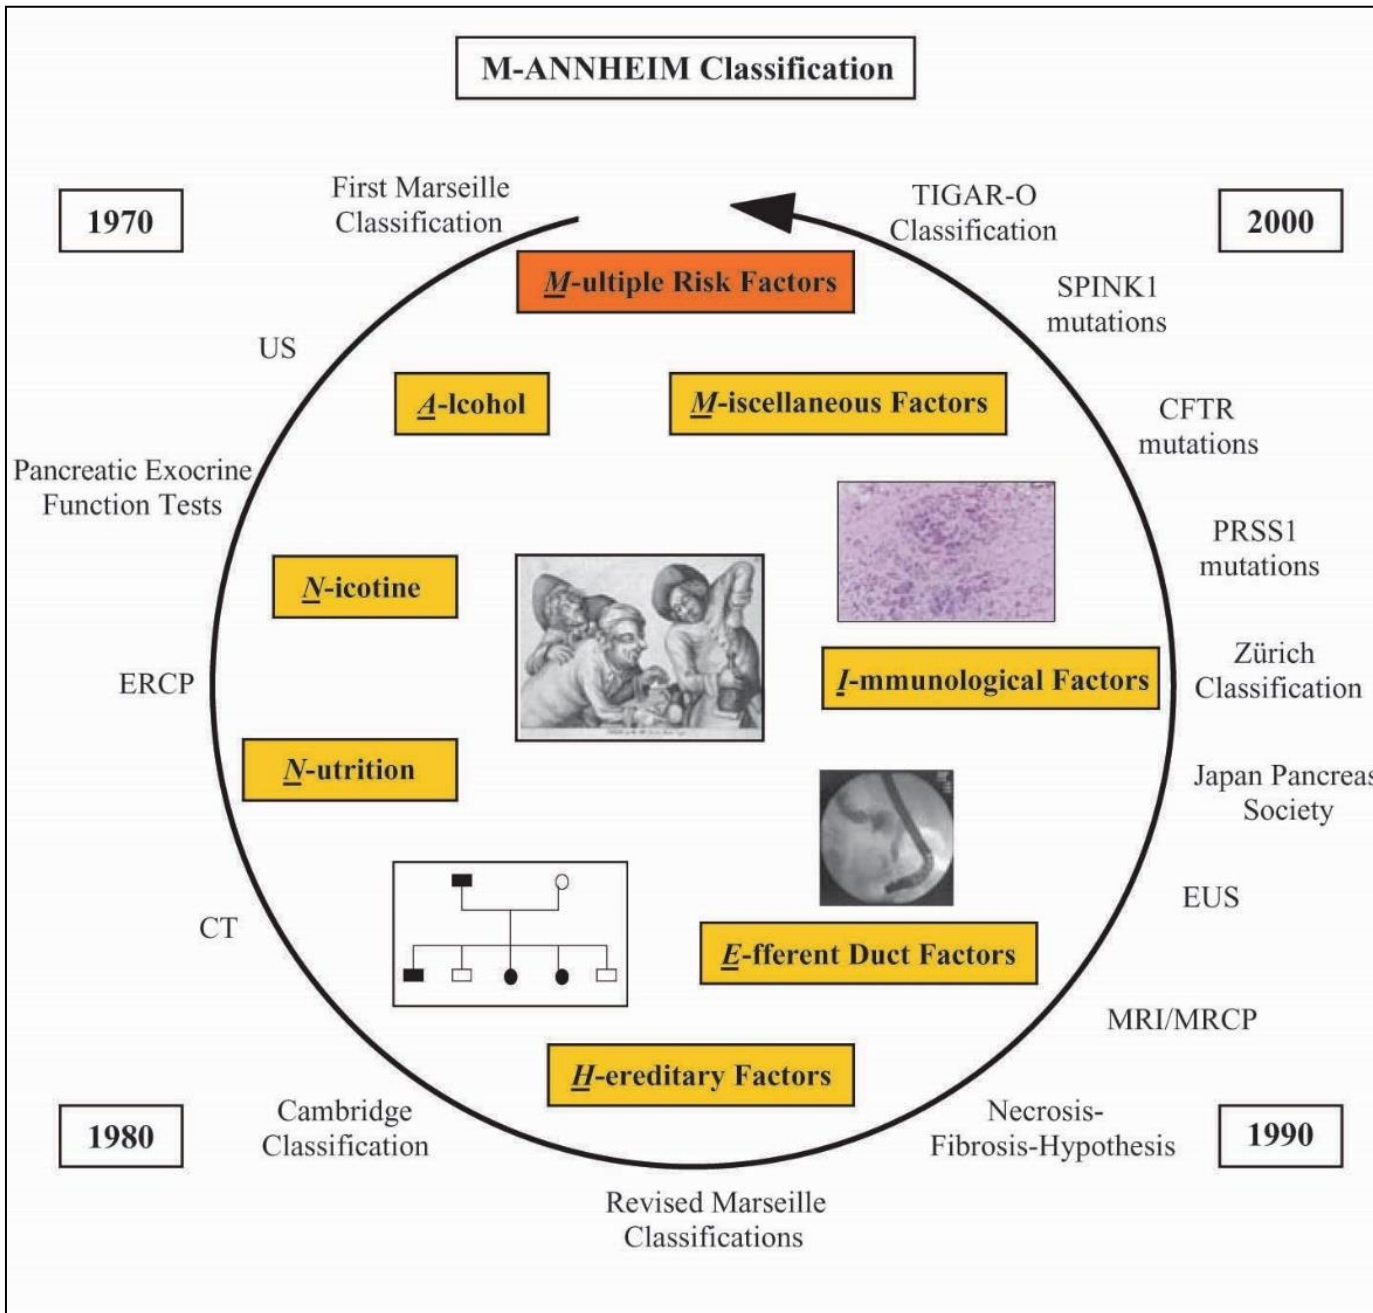 M-ANNHEIM Classification
1970
First Marseille
Classification
TIGAR-O
Classification
2000
M-ultiple Risk Factors
SPINK1
mutations
US
A-lcohol
M-iscellaneous Factors
CFTR
mutations
Pancreatic Exocrine
Function Tests
PRSS1
mutations
N-icotine
I-mmunological Factors
Zürich
Classification
ERCP
N-utrition
Japan Pancreas
Society
CT
EUS
E-fferent Duct Factors
MRI/MRCP
H-ereditary Factors
1980
Cambridge
Classification
Necrosis-
Fibrosis-Hypothesis
1990
Revised Marseille
Classifications